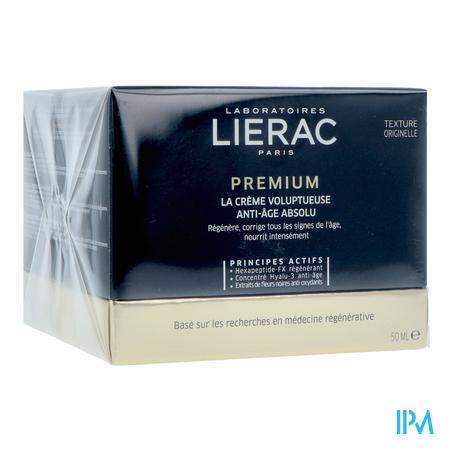 LABORATOIRES
LIERAC
PARIS
TEXTURE
ORIGINELLE
PREMIUM
LA CRÈME VOLUPTUEUSE
ANTI-ÂGE ABSOLU
Régénère, corrige tous les signes de l'âge,
nourrit intensément
PRINCIPES ACTIFS
• Hexapeptide-FX régénérant
• Concentré Hyalu-3 anti-âge
• Extraits de fleurs noires anti oxydants
Basé sur les recherches en médecine régénérative
50 ML ℮
IPM